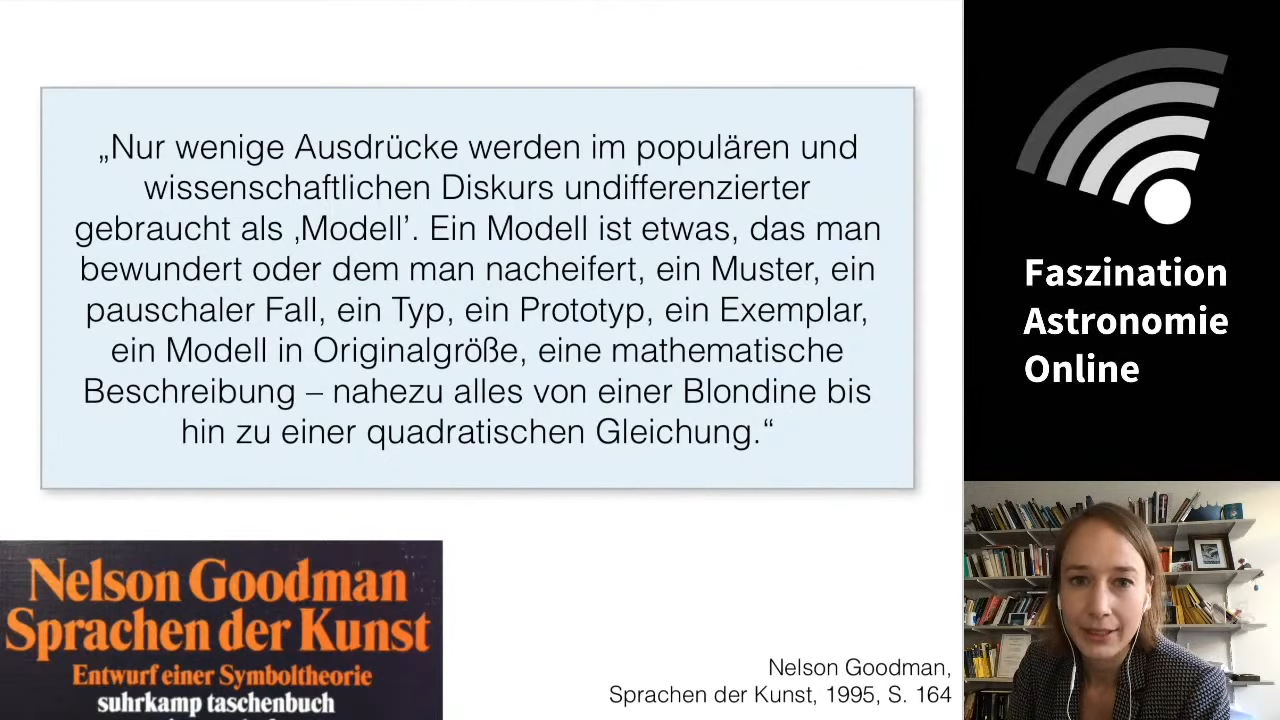 „Nur wenige Ausdrücke werden im populären und
wissenschaftlichen Diskurs undifferenzierter
gebraucht als ‚Modell’. Ein Modell ist etwas, das man
bewundert oder dem man nacheifert, ein Muster, ein
pauschaler Fall, ein Typ, ein Prototyp, ein Exemplar,
ein Modell in Originalgröße, eine mathematische
Beschreibung – nahezu alles von einer Blondine bis
hin zu einer quadratischen Gleichung.“
Nelson Goodman
Sprachen der Kunst
Entwurf einer Symboltheorie
suhrkamp taschenbuch
Nelson Goodman,
Sprachen der Kunst, 1995, S. 164
Faszination
Astronomie
Online